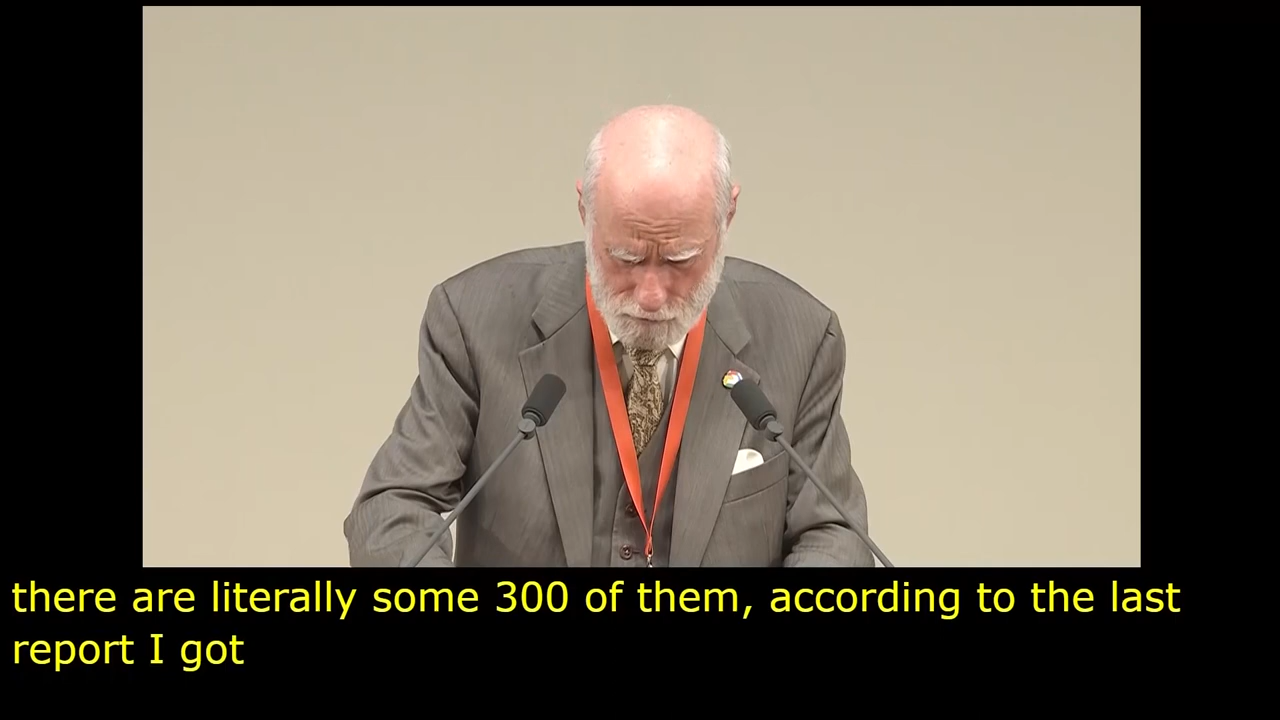 there are literally some 300 of them, according to the last
report I got